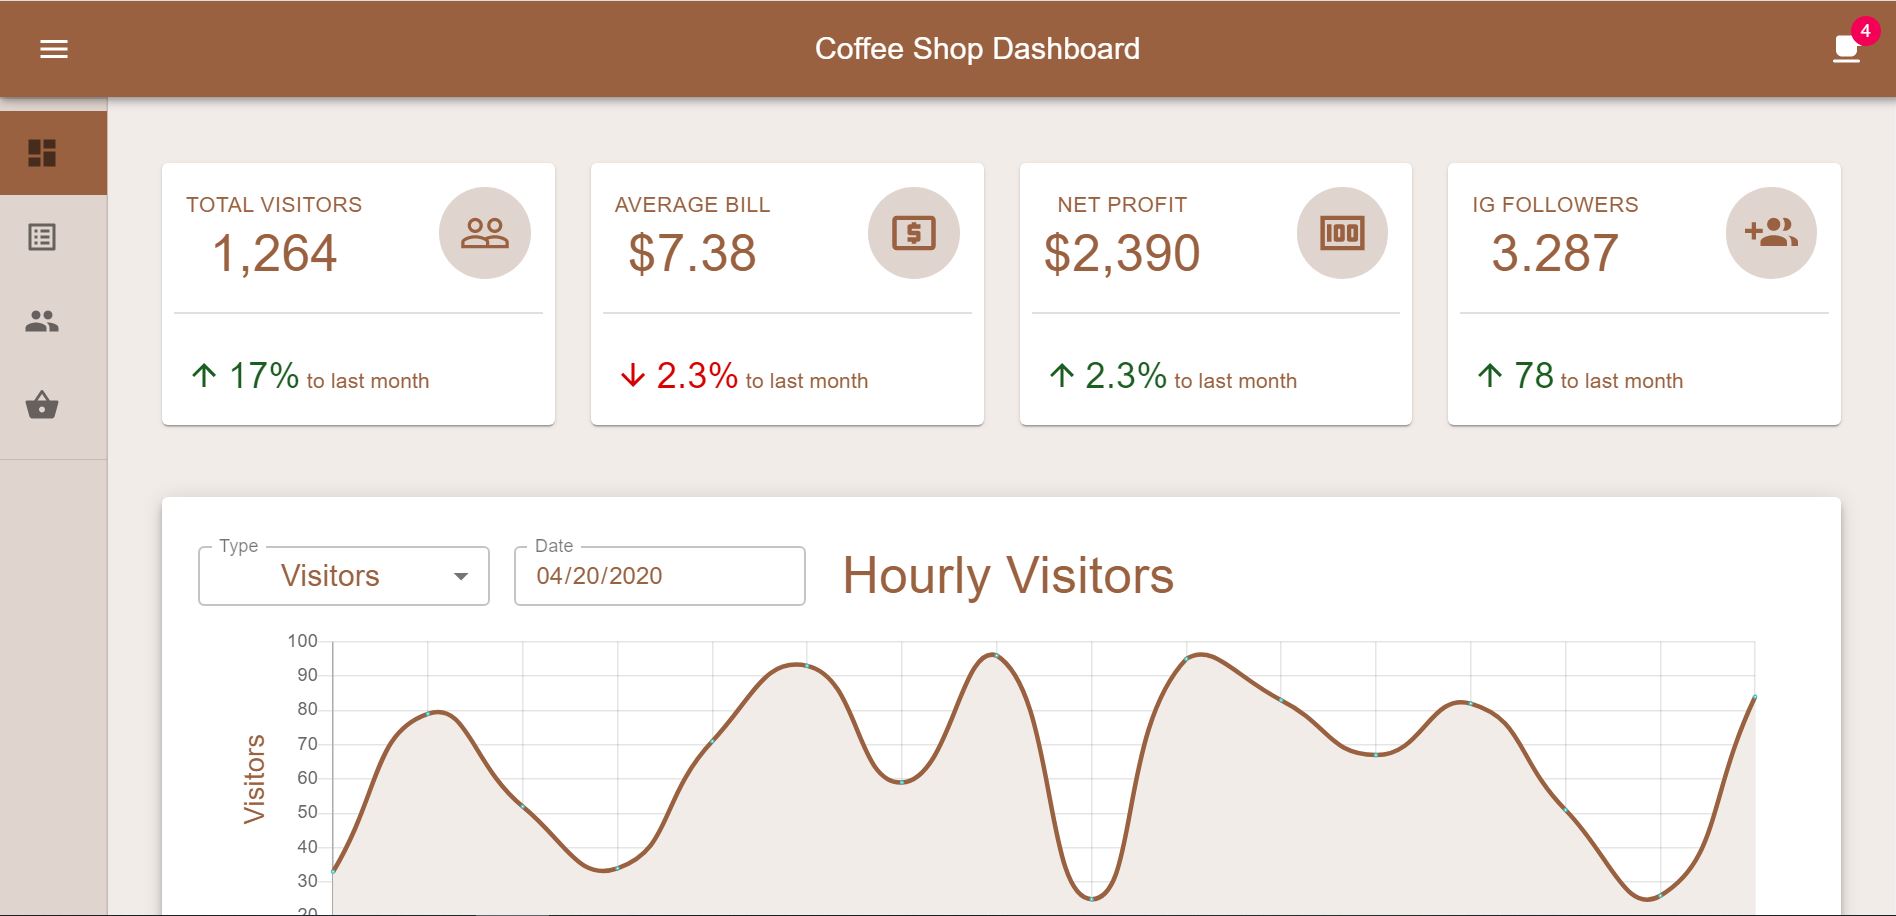 Coffee Shop Dashboard
4
TOTAL VISITORS
1,264
17% to last month
AVERAGE BILL
$7.38
2.3% to last month
NET PROFIT
$2,390
100
2.3% to last month
IG FOLLOWERS
3.287
78 to last month
Type
Visitors
Date
04/20/2020
Hourly Visitors
Visitors
100
90
80
70
60
50
40
30
20